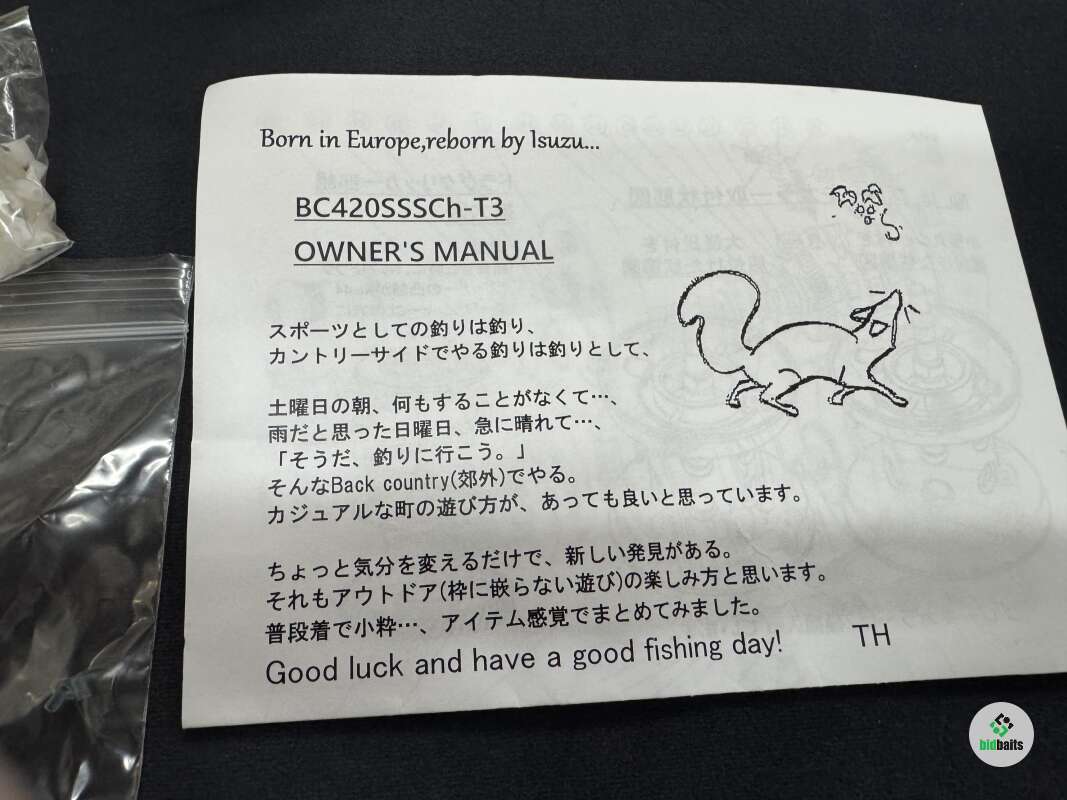 Born in Europe,reborn by Isuzu...
BC420SSSCh-T3
OWNER'S MANUAL
スポーツとしての釣りは釣り、
カントリーサイドでやる釣りは釣りとして、
土曜日の朝、何もすることがなくて…、
雨だと思った日曜日、急に晴れて…、
「そうだ、釣りに行こう。」
そんなBack country(郊外)でやる。
カジュアルな町の遊び方が、あっても良いと思っています。
ちょっと気分を変えるだけで、新しい発見がある。
それもアウトドア(枠に嵌らない遊び)の楽しみ方と思います。
普段着で小粋…、アイテム感覚でまとめてみました。
Good luck and have a good fishing day! TH
bidbaits